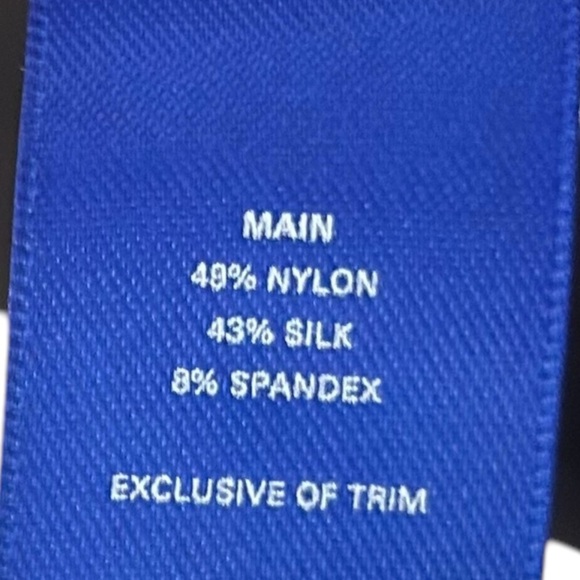 MAIN
49% NYLON
43% SILK
8% SPANDEX
EXCLUSIVE OF TRIM